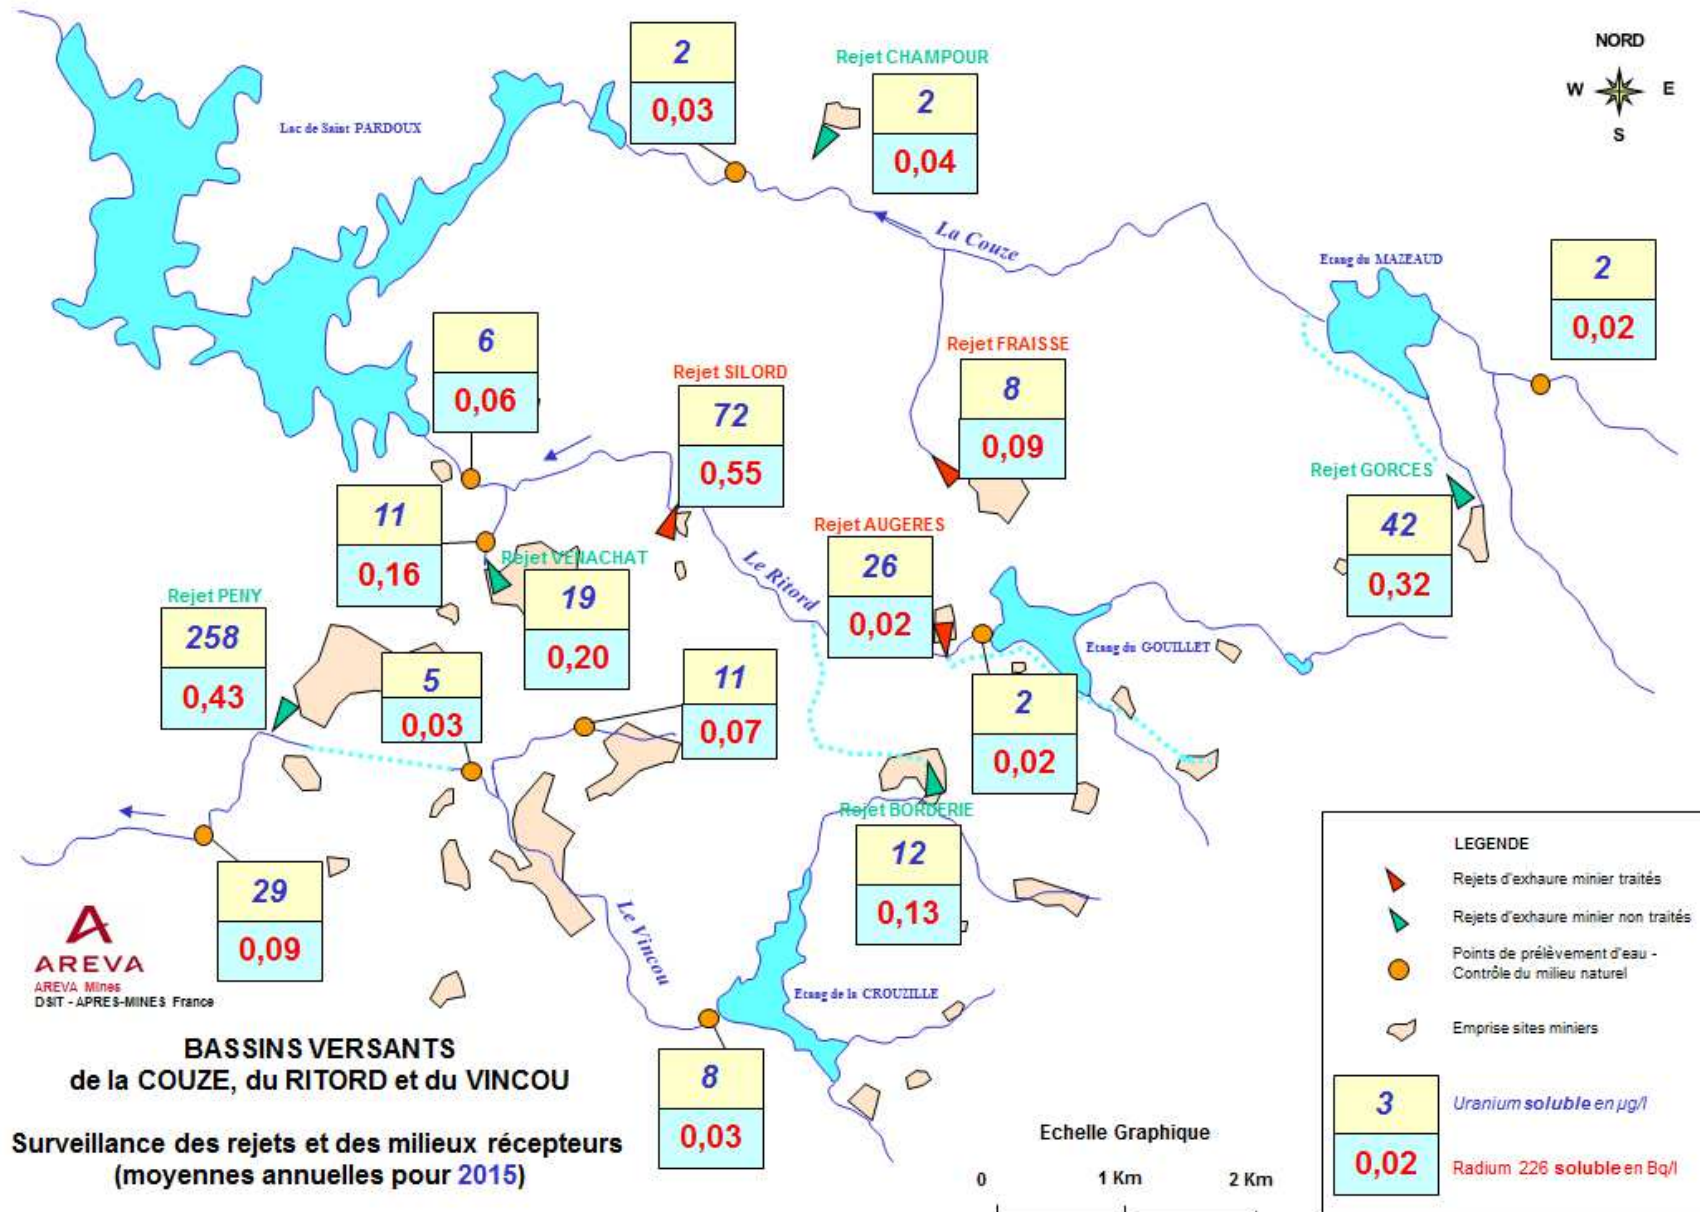 NORD
W
E
S
2
0,03
Rejet CHAMPOUR
2
0,04
Lac de Saint PARDOUX
La Couze
Etang du MAZEAUD
2
0,02
6
0,06
Rejet SILORD
72
0,55
Rejet FRAISSE
8
0,09
Rejet GORCES
42
0,32
11
0,16
Rejet VENACHAT
19
0,20
Le Ritord
Rejet AUGERES
26
0,02
Etang du GOUILLET
2
0,02
Rejet PENY
258
0,43
5
0,03
11
0,07
Rejet BORDERIE
12
0,13
29
0,09
Le Vincou
Etang de la CROUZILLE
8
0,03
AREVA
AREVA Mines
DSIT - APRES-MINES France
BASSINS VERSANTS
de la COUZE, du RITORD et du VINCOU
Surveillance des rejets et des milieux récepteurs
(moyennes annuelles pour 2015)
Echelle Graphique
0
1 Km
2 Km
LEGENDE
Rejets d'exhaure minier traités
Rejets d'exhaure minier non traités
Points de prélèvement d'eau -
Contrôle du milieu naturel
Emprise sites miniers
3
Uranium soluble en µg/l
0,02
Radium 226 soluble en Bq/l